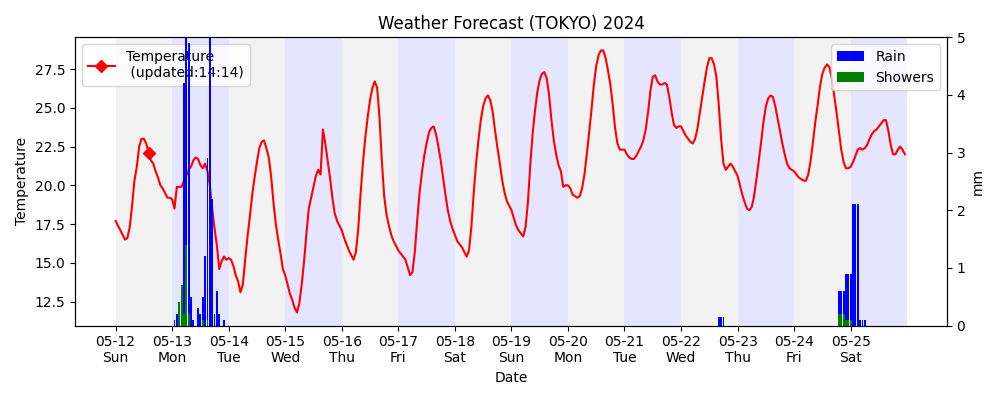 Weather Forecast (TOKYO) 2024
Temperature
(updated:14:14)
Rain
Showers
Temperature
27.5
25.0
22.5
20.0
17.5
15.0
12.5
5
4
3
2
1
0
mm
05-12 05-13 05-14 05-15 05-16 05-17 05-18 05-19 05-20 05-21 05-22 05-23 05-24 05-25
Sun Mon Tue Wed Thu Fri Sat Sun Mon Tue Wed Thu Fri Sat
Date